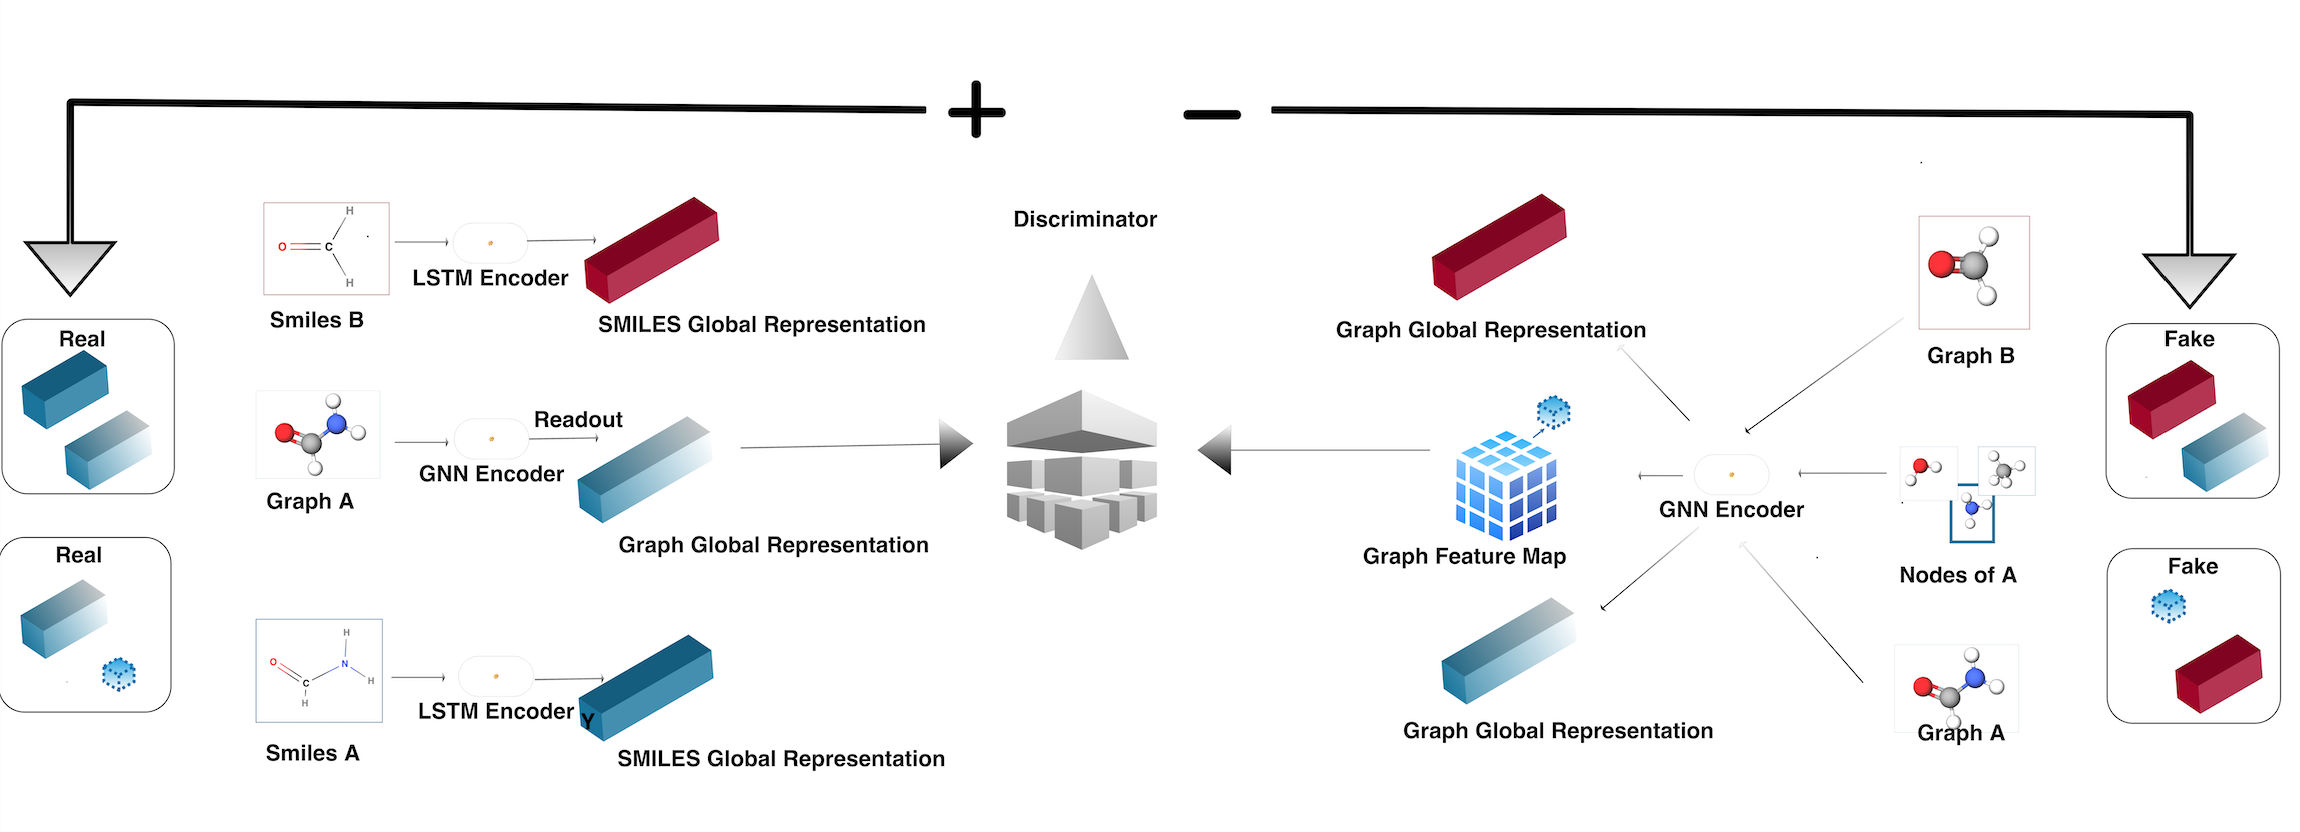 +
−
Discriminator
Real
Real
H
O
C
H
Smiles B
LSTM Encoder
SMILES Global Representation
Graph A
GNN Encoder
Readout
Graph Global Representation
H
O
N
C
H
H
Smiles A
LSTM Encoder
Y
SMILES Global Representation
Graph Global Representation
Graph Feature Map
Graph Global Representation
GNN Encoder
Graph B
Nodes of A
Graph A
Fake
Fake